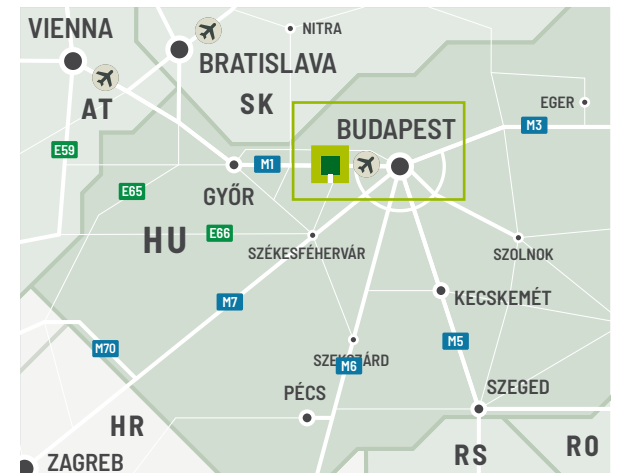 VIENNA
NITRA
BRATISLAVA
AT
SK
EGER
BUDAPEST
M3
E59
M1
E65
GYŐR
HU
E66
SZÉKESFEHÉRVÁR
SZOLNOK
M7
KECSKEMÉT
M70
M5
SZEKSZÁRD
M6
PÉCS
SZEGED
HR
RS
RO
ZAGREB